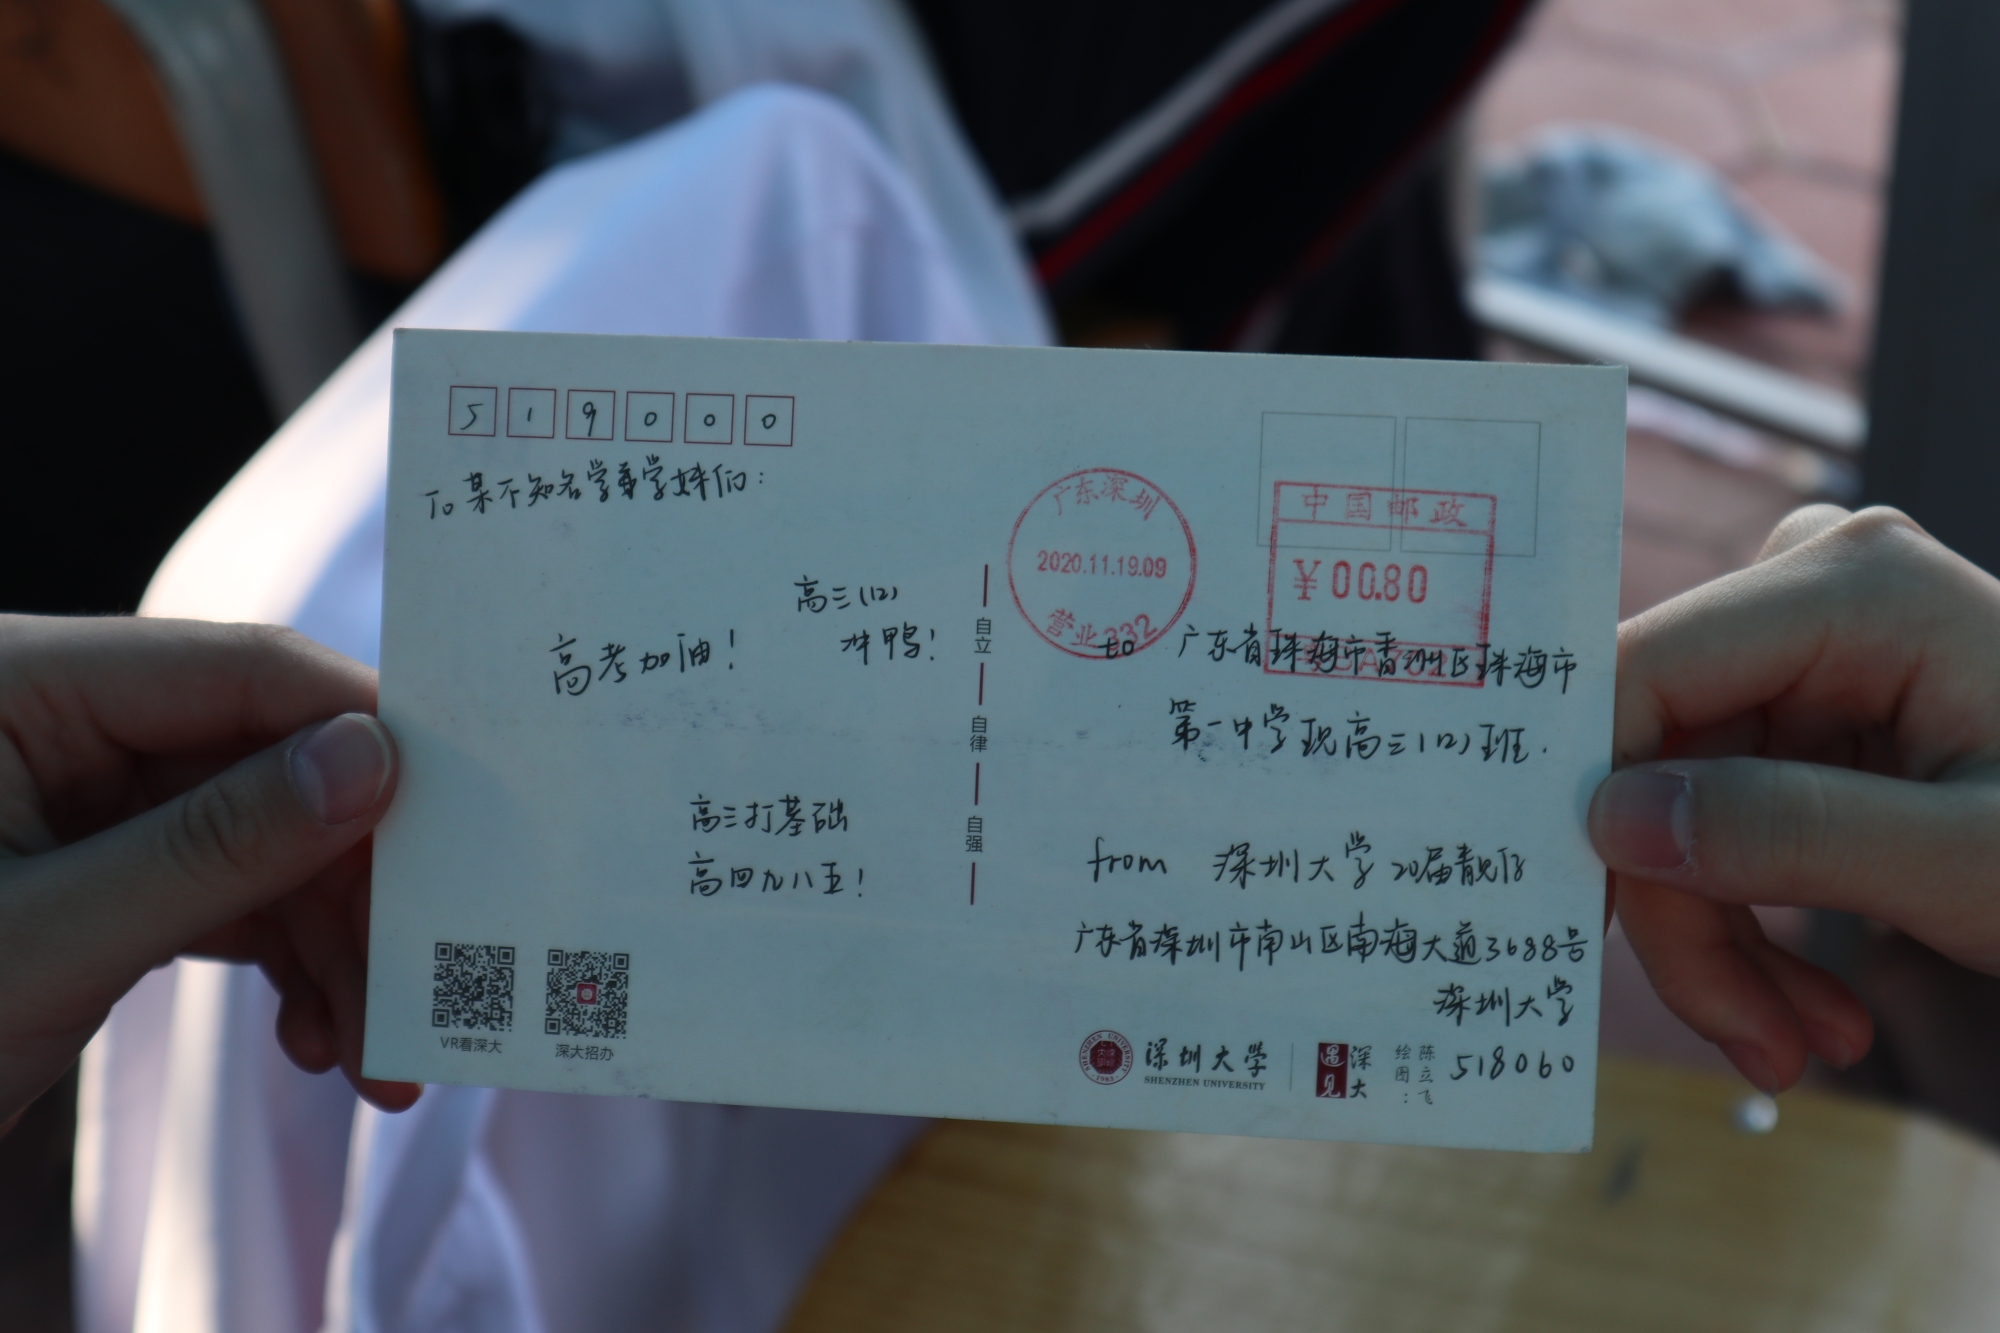 519000
To 某不知名学弟学妹们：
高三(12)
冲鸭！
高考加油！
高三打基础
高四九八五！
自立
自律
自强
广东深圳
2020.11.19.09
营业332
中国邮政
￥00.80
to 广东省珠海市香洲区珠海市
第一中学现高三(12)班.
from 深圳大学20届靓仔
广东省深圳市南山区南海大道3688号
深圳大学
518060
VR看深大
深大招办
SHENZHEN UNIVERSITY
1983
深圳大学
SHENZHEN UNIVERSITY
遇见
深大
绘图：
陈立飞